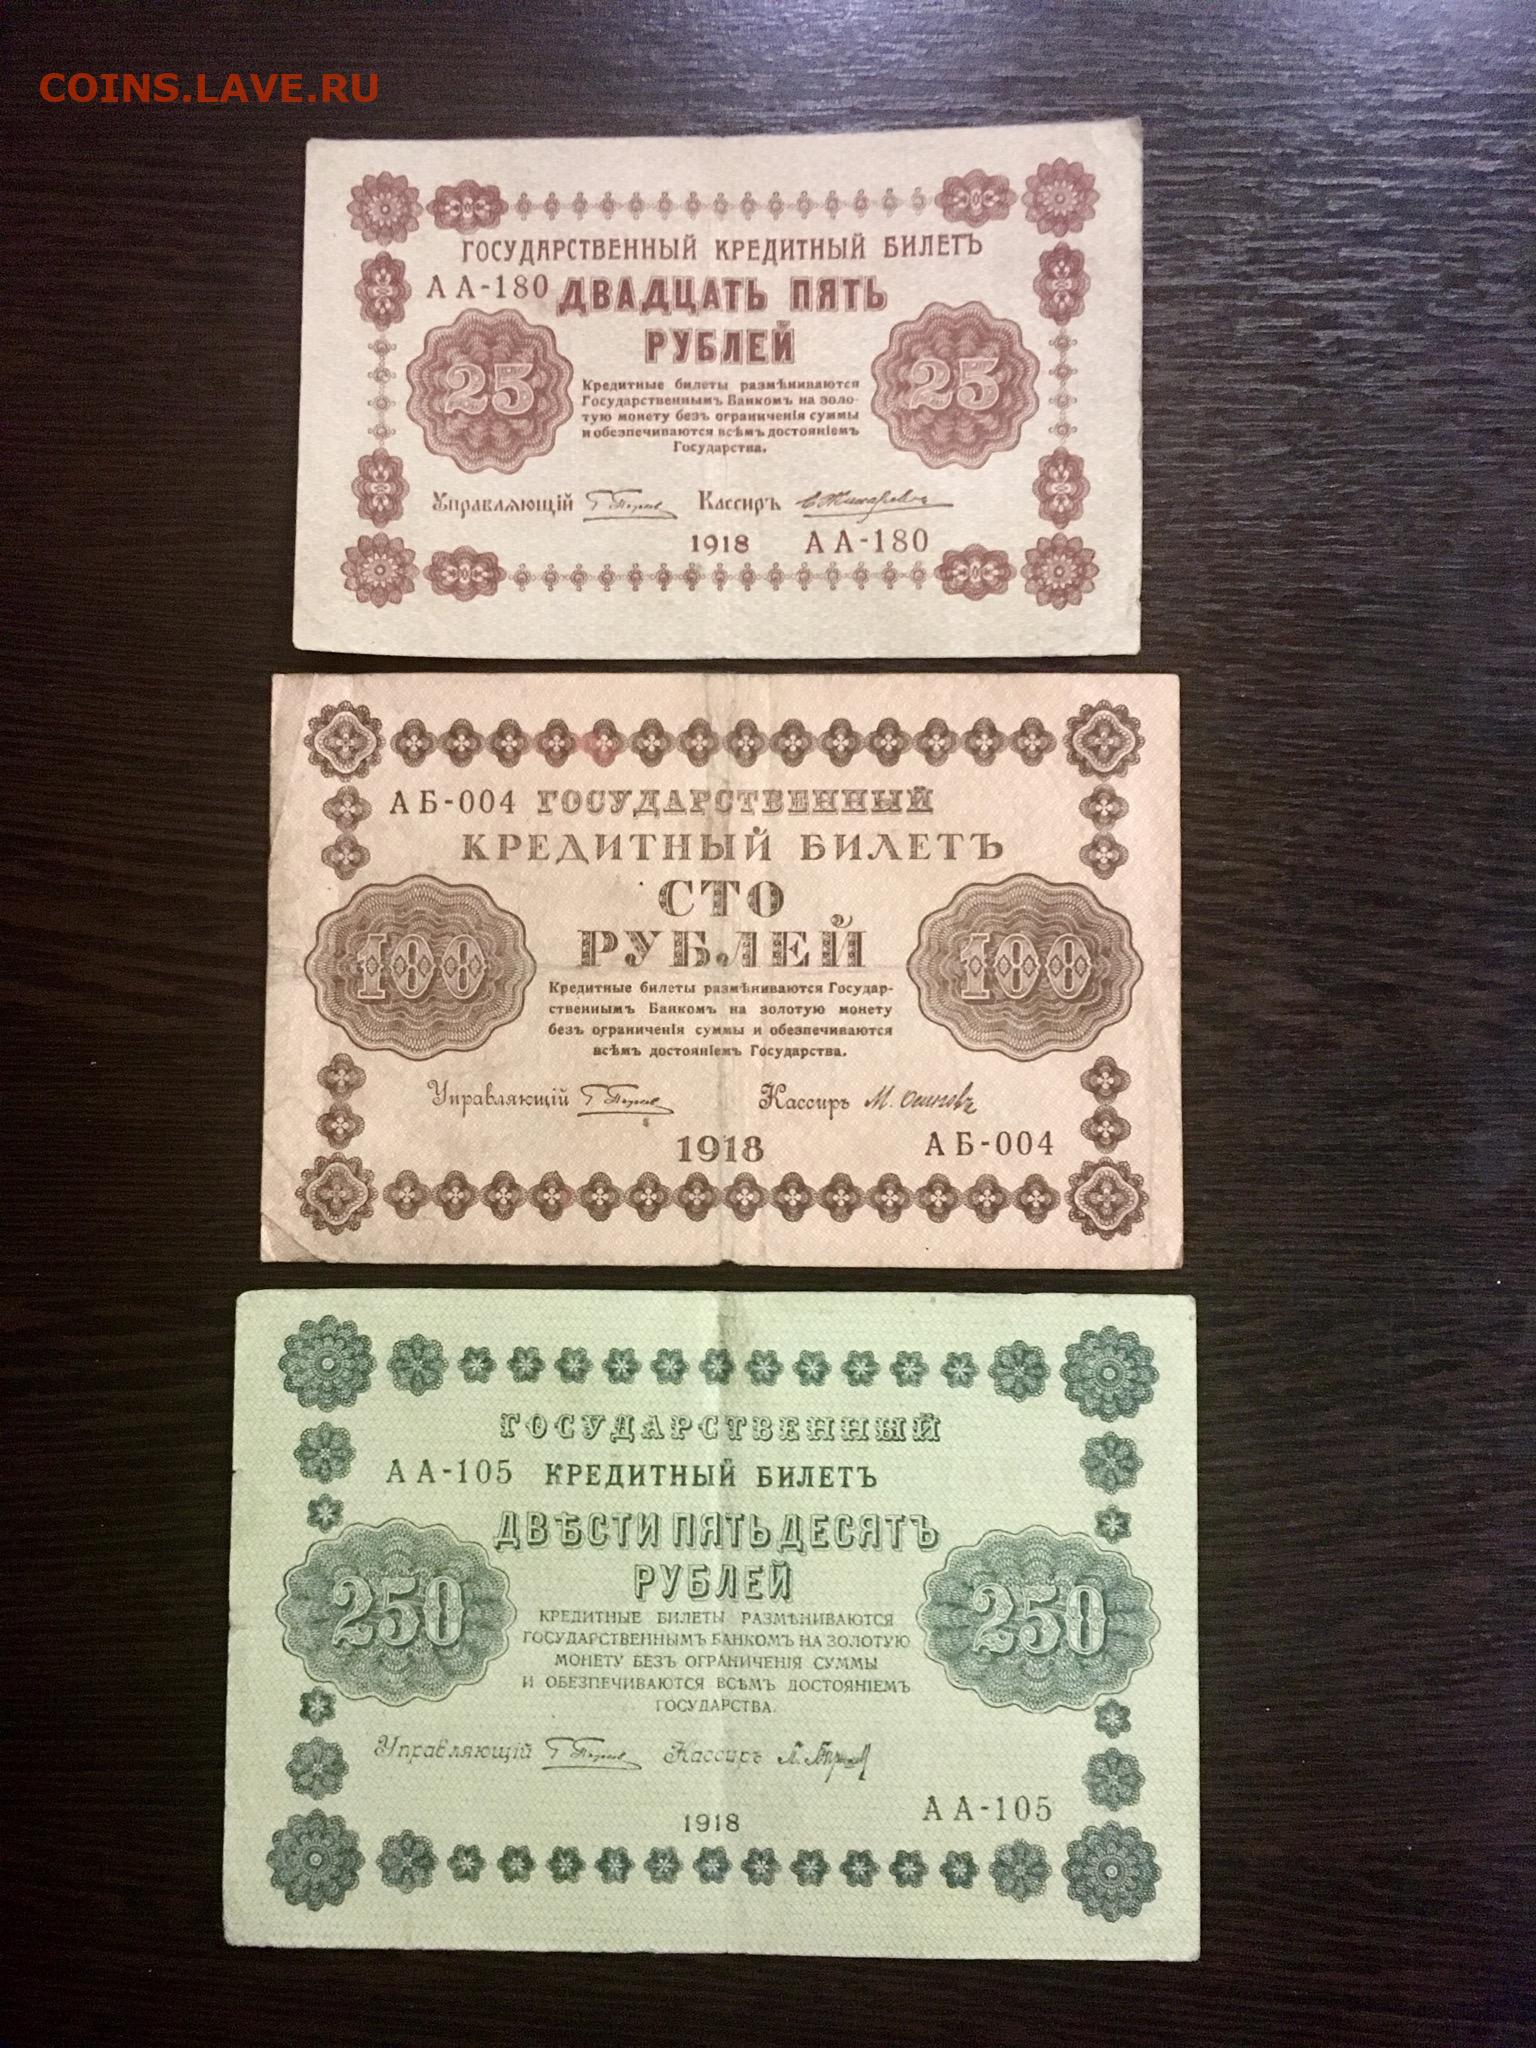 COINS.LAVE.RU
ГОСУДАРСТВЕННЫЙ КРЕДИТНЫЙ БИЛЕТЪ
АА-180 ДВАДЦАТЬ ПЯТЬ
РУБЛЕЙ
25 25
Кредитные билеты размѣниваются
Государственнымъ Банкомъ на золо-
тую монету безъ ограниченія суммы
и обезпечиваются всѣмъ достояніемъ
Государства.
Управляющій Кассиръ
1918 АА-180
АБ-004 ГОСУДАРСТВЕННЫЙ
КРЕДИТНЫЙ БИЛЕТЪ
СТО
РУБЛЕЙ
100 100
Кредитные билеты размѣниваются Государ-
ственнымъ Банкомъ на золотую монету
безъ ограниченія суммы и обезпечиваются
всѣмъ достояніемъ Государства.
Управляющій Кассиръ М. Осиповъ
1918 АБ-004
ГОСУДАРСТВЕННЫЙ
АА-105 КРЕДИТНЫЙ БИЛЕТЪ
ДВѢСТИ ПЯТЬДЕСЯТЪ
РУБЛЕЙ
250 250
КРЕДИТНЫЕ БИЛЕТЫ РАЗМѢНИВАЮТСЯ
ГОСУДАРСТВЕННЫМЪ БАНКОМЪ НА ЗОЛОТУЮ
МОНЕТУ БЕЗЪ ОГРАНИЧЕНІЯ СУММЫ
И ОБЕЗПЕЧИВАЮТСЯ ВСѢМЪ ДОСТОЯНІЕМЪ
ГОСУДАРСТВА.
Управляющій Кассиръ
1918 АА-105